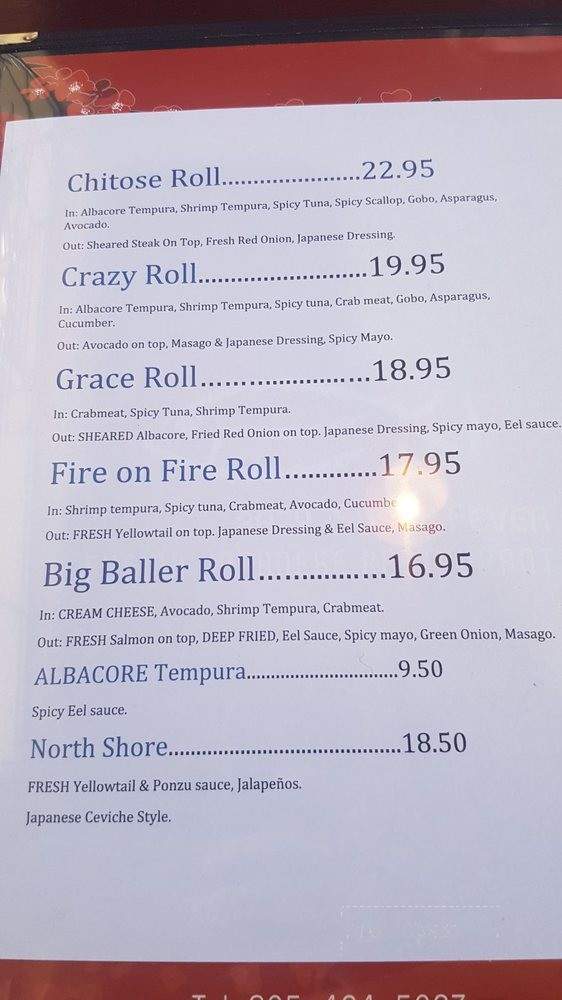 Chitose Roll......................22.95
In: Albacore Tempura, Shrimp Tempura, Spicy Tuna, Spicy Scallop, Gobo, Asparagus,
Avocado.
Out: Sheared Steak On Top, Fresh Red Onion, Japanese Dressing.
Crazy Roll..........................19.95
In: Albacore Tempura, Shrimp Tempura, Spicy tuna, Crab meat, Gobo, Asparagus,
Cucumber.
Out: Avocado on top, Masago & Japanese Dressing, Spicy Mayo.
Grace Roll..........................18.95
In: Crabmeat, Spicy Tuna, Shrimp Tempura.
Out: SHEARED Albacore, Fried Red Onion on top. Japanese Dressing, Spicy mayo, Eel sauce.
Fire on Fire Roll.............17.95
In: Shrimp tempura, Spicy tuna, Crabmeat, Avocado, Cucumbe
Out: FRESH Yellowtail on top. Japanese Dressing & Eel Sauce, Masago.
Big Baller Roll.................16.95
In: CREAM CHEESE, Avocado, Shrimp Tempura, Crabmeat.
Out: FRESH Salmon on top, DEEP FRIED, Eel Sauce, Spicy mayo, Green Onion, Masago.
ALBACORE Tempura.................................9.50
Spicy Eel sauce.
North Shore.........................................18.50
FRESH Yellowtail & Ponzu sauce, Jalapeños.
Japanese Ceviche Style.